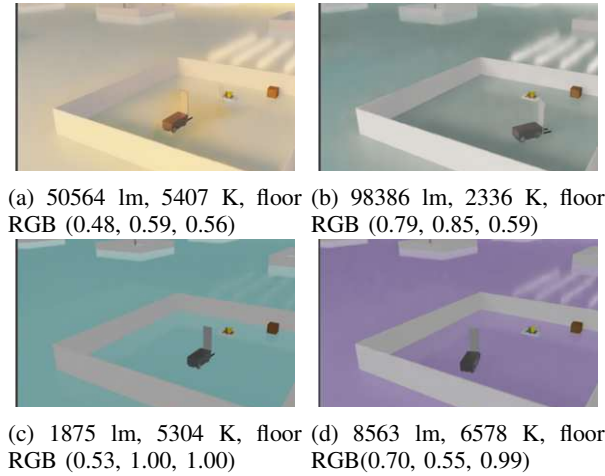 (a) 50564 lm, 5407 K, floor
RGB (0.48, 0.59, 0.56)
(b) 98386 lm, 2336 K, floor
RGB (0.79, 0.85, 0.59)
(c) 1875 lm, 5304 K, floor
RGB (0.53, 1.00, 1.00)
(d) 8563 lm, 6578 K, floor
RGB(0.70, 0.55, 0.99)